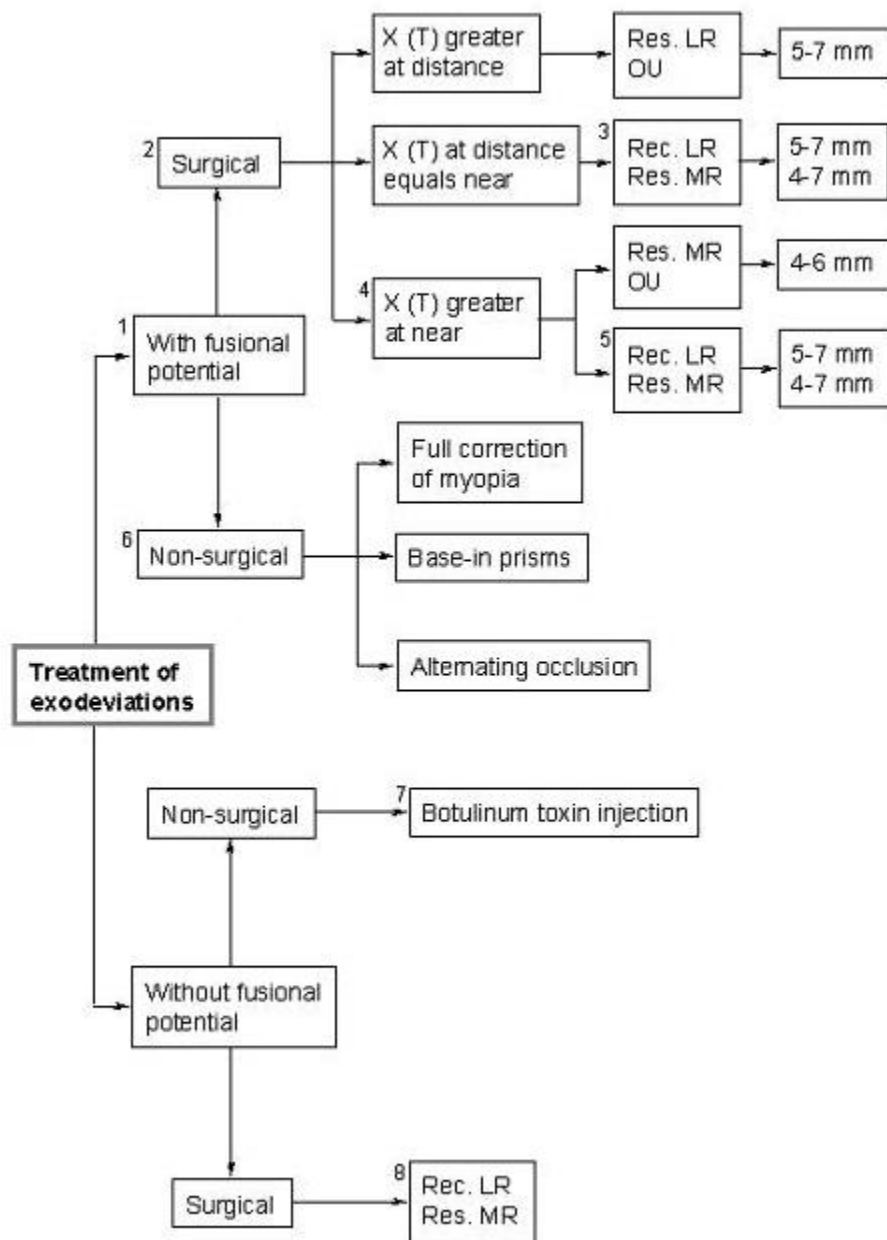 X (T) greater
at distance
Res. LR
OU
5-7 mm
2
Surgical
X (T) at distance
equals near
3
Rec. LR
Res. MR
5-7 mm
4-7 mm
4
X (T) greater
at near
Res. MR
OU
4-6 mm
5
Rec. LR
Res. MR
5-7 mm
4-7 mm
1
With fusional
potential
6
Non-surgical
Full correction
of myopia
Base-in prisms
Alternating occlusion
Treatment of
exodeviations
Non-surgical
7
Botulinum toxin injection
Without fusional
potential
Surgical
8
Rec. LR
Res. MR